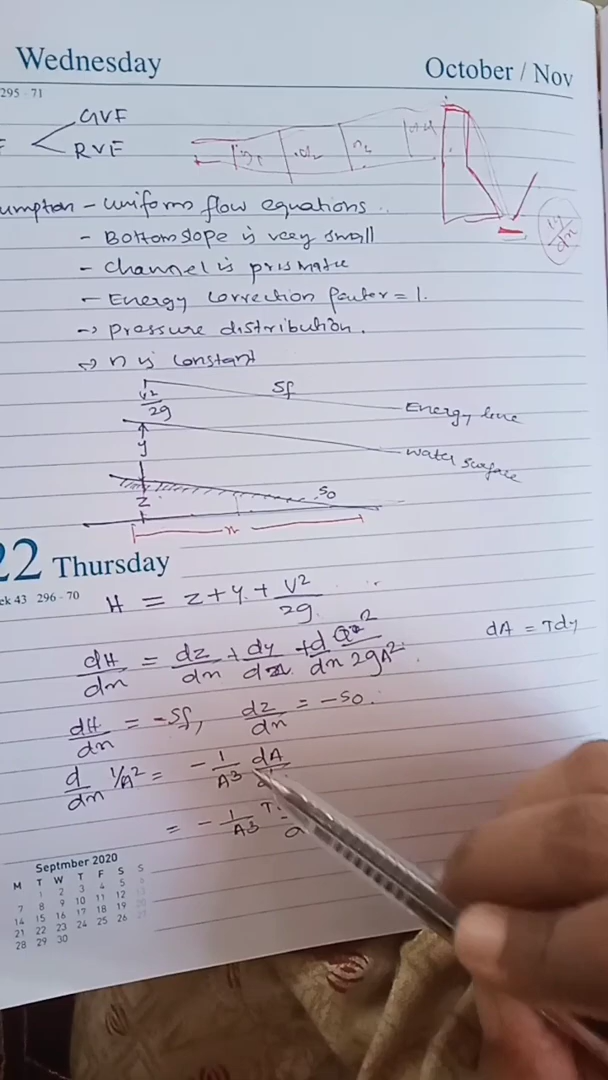 Wednesday October / Nov
295 - 71
GVF
RVF
umption - uniform flow equations
- Bottom slope is very small
- channel is prismatic
- Energy correction factor = 1.
-> pressure distribution.
-> n is constant
Sf
V²/2g
Energy line
y
water surface
z
So
x
22 Thursday
ek 43 296 - 70
H = z + y + V²/2g
dH/dx = dz/dx + dy/dx + d/dx Q²/2gA²
dA = Tdy
dH/dx = -Sf, dz/dx = -So.
d/dx 1/A² = - 1/A³ dA
= - 1/A³ T
Septmber 2020
M T W T F S S
1 2 3 4 5 6
7 8 9 10 11 12 13
14 15 16 17 18 19 20
21 22 23 24 25 26 27
28 29 30